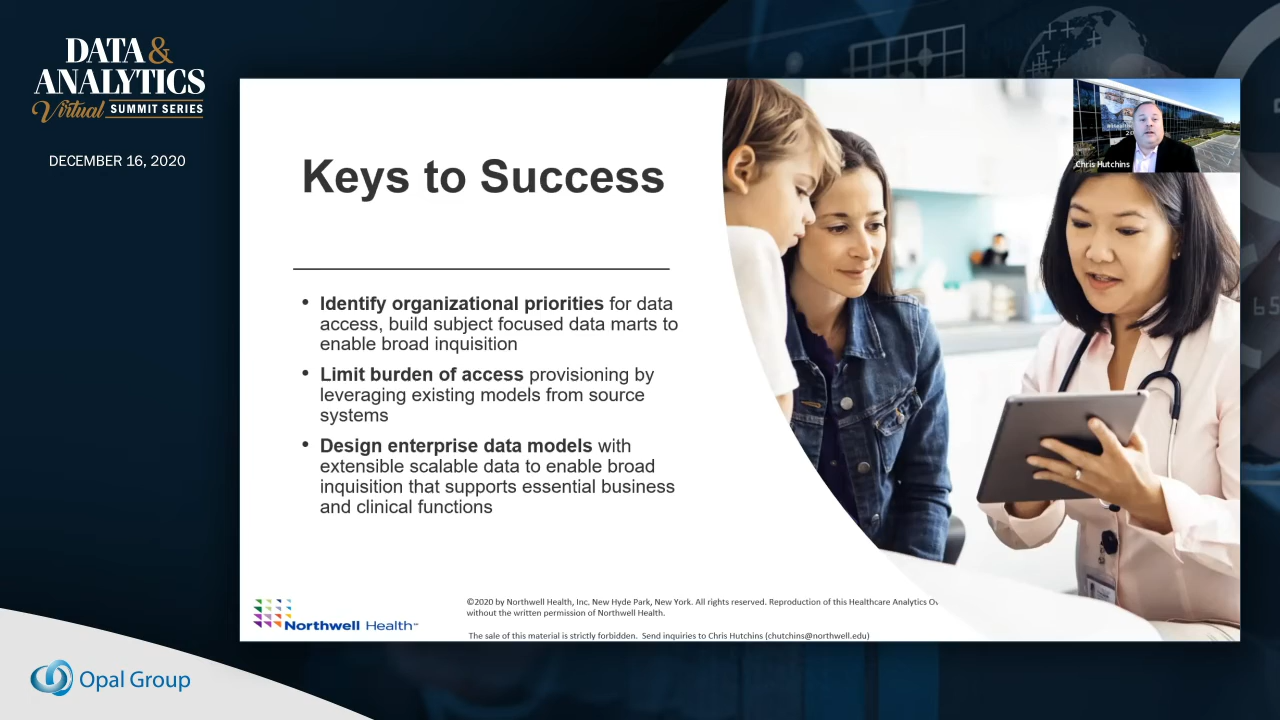 DATA &
ANALYTICS
Virtual SUMMIT SERIES
DECEMBER 16, 2020
Chris Hutchins
Keys to Success
• Identify organizational priorities for data
access, build subject focused data marts to
enable broad inquisition
• Limit burden of access provisioning by
leveraging existing models from source
systems
• Design enterprise data models with
extensible scalable data to enable broad
inquisition that supports essential business
and clinical functions
Northwell Health℠
©2020 by Northwell Health, Inc. New Hyde Park, New York. All rights reserved. Reproduction of this Healthcare Analytics
without the written permission of Northwell Health.
The sale of this material is strictly forbidden. Send inquiries to Chris Hutchins (chutchins@northwell.edu)
Opal Group